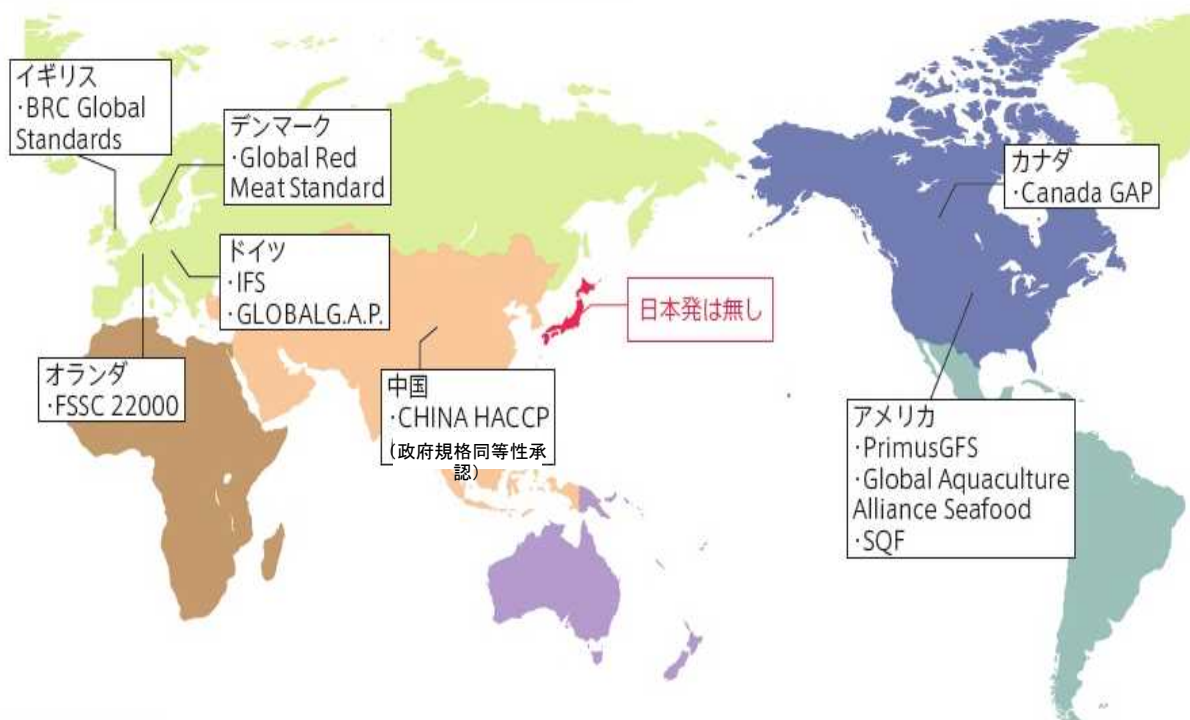 イギリス
·BRC Global
Standards
デンマーク
·Global Red
Meat Standard
カナダ
·Canada GAP
ドイツ
·IFS
·GLOBALG.A.P.
日本発は無し
オランダ
·FSSC 22000
中国
·CHINA HACCP
(政府規格同等性承
認)
アメリカ
·PrimusGFS
·Global Aquaculture
Alliance Seafood
·SQF